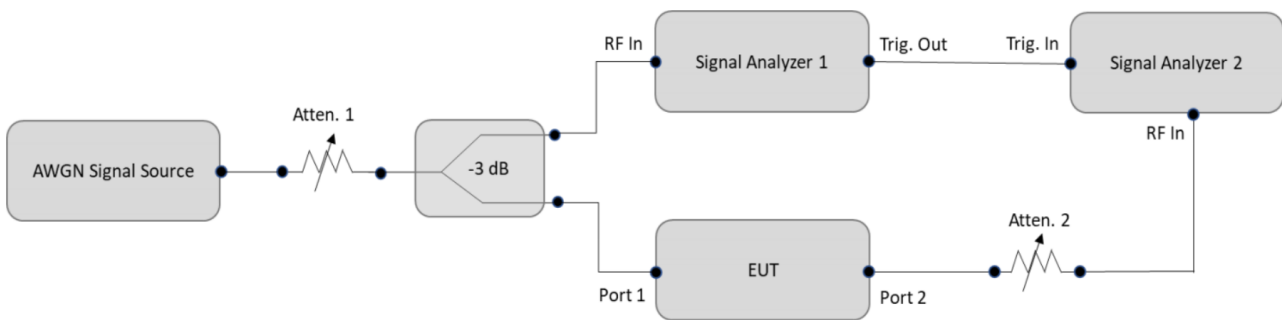 RF In
Signal Analyzer 1
Trig. Out
Trig. In
Signal Analyzer 2
Atten. 1
RF In
AWGN Signal Source
-3 dB
Atten. 2
EUT
Port 1
Port 2